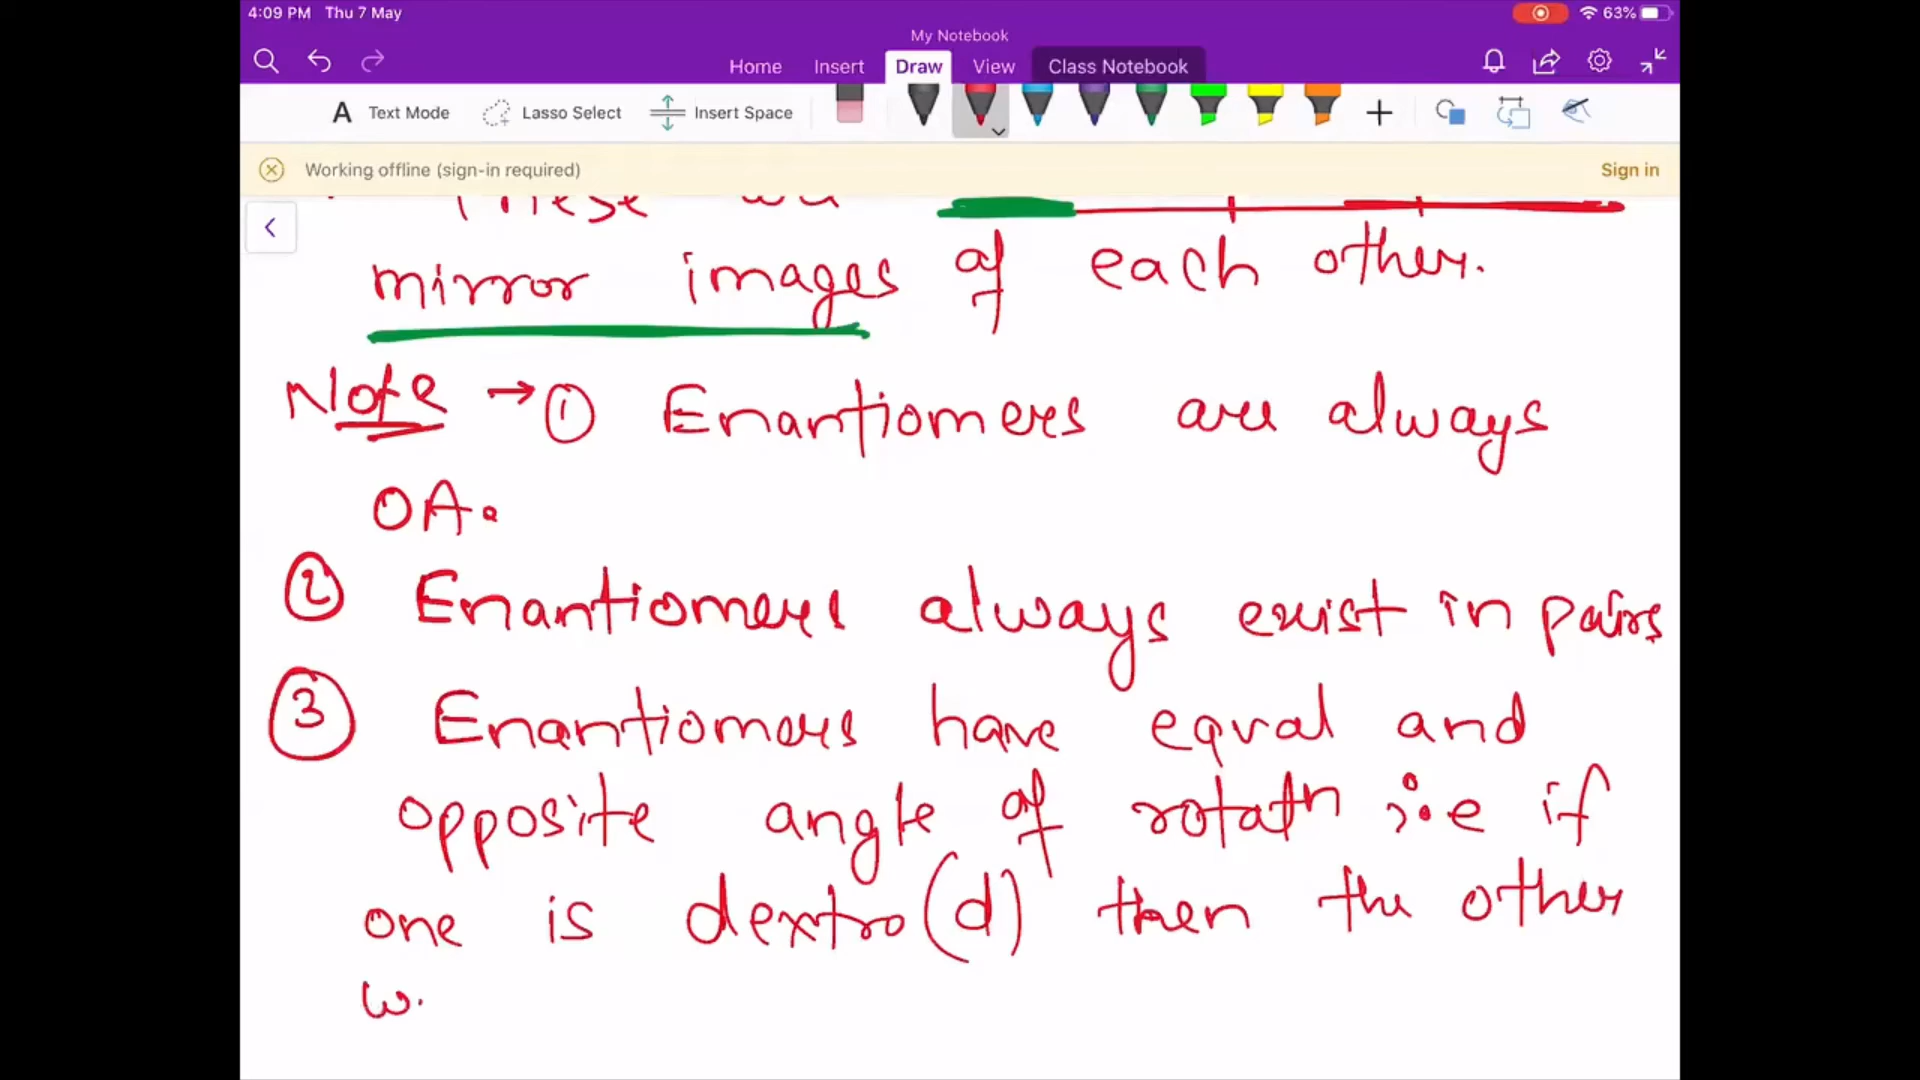 4:09 PM Thu 7 May
63%
My Notebook
Home Insert Draw View Class Notebook
A Text Mode Lasso Select Insert Space
Working offline (sign-in required) Sign in
These
mirror images of each other.
Note → ① Enantiomers are always
OA.
② Enantiomers always exist in pairs
③ Enantiomers have equal and
opposite angle of rotatn i.e if
one is dextro (d) then the other
w.